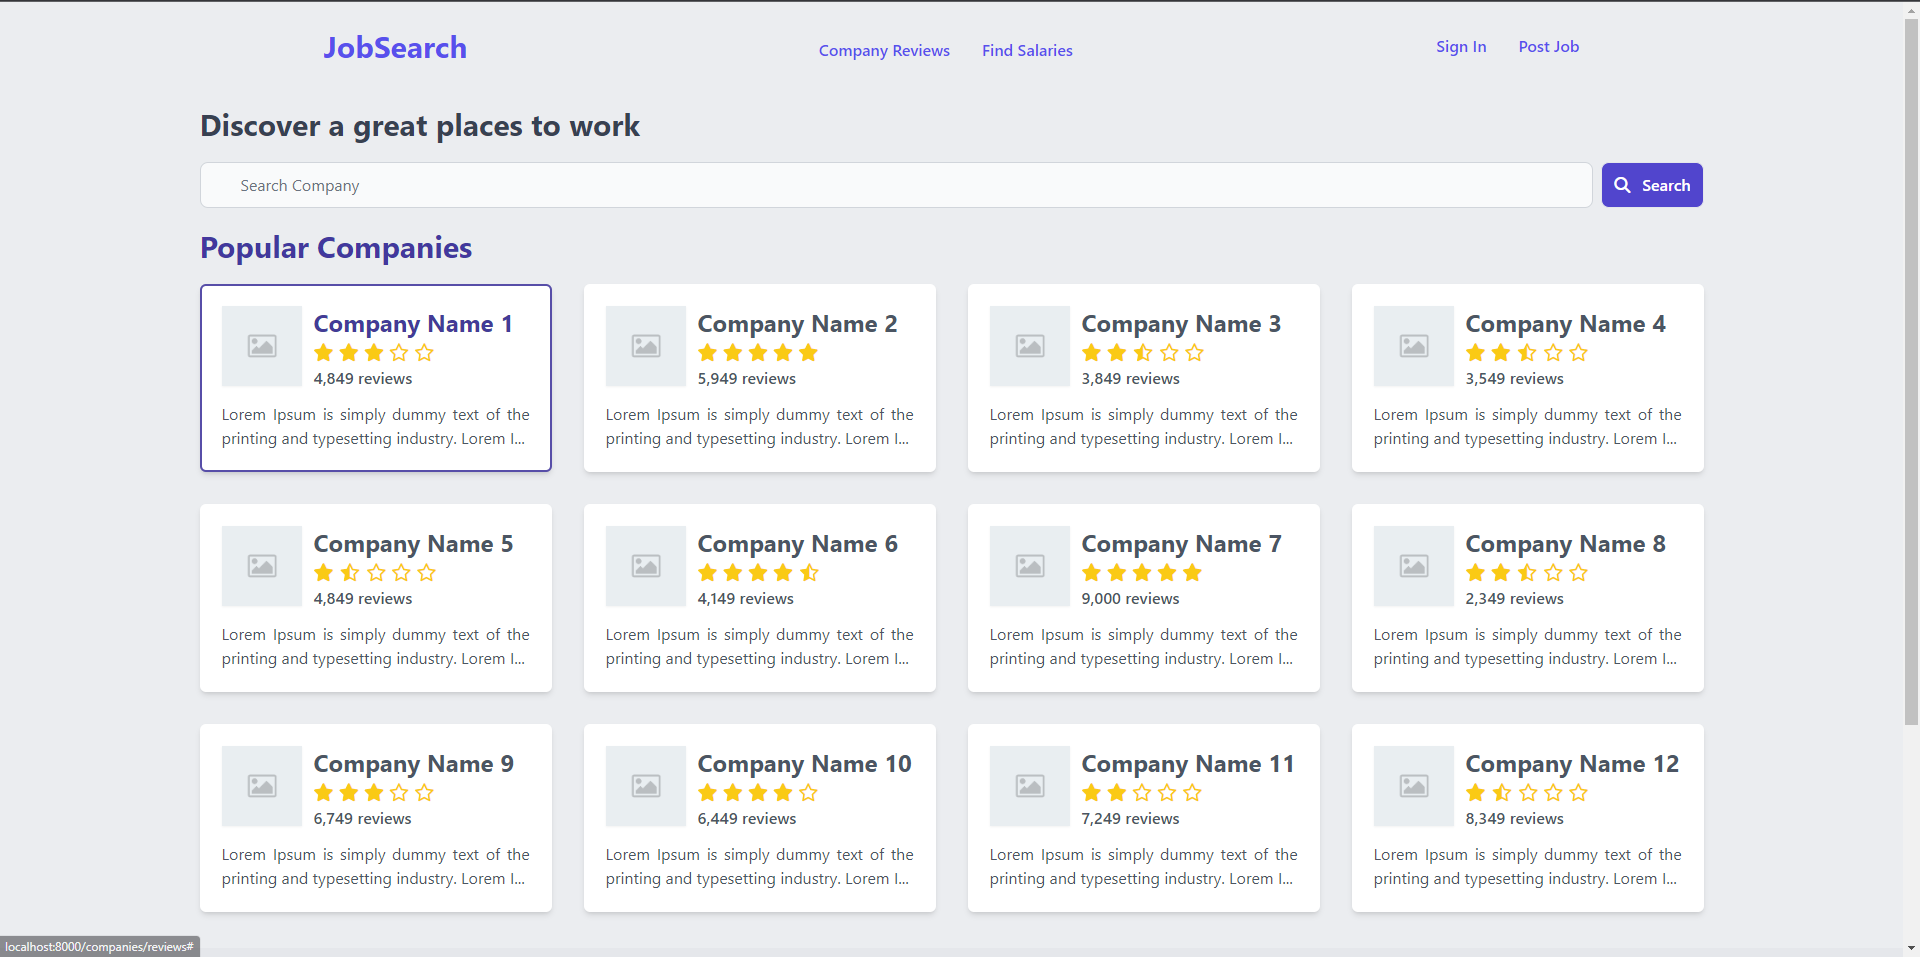 JobSearch
Company Reviews
Find Salaries
Sign In
Post Job
Discover a great places to work
Search Company
Search
Popular Companies
Company Name 1
4,849 reviews
Lorem Ipsum is simply dummy text of the
printing and typesetting industry. Lorem I...
Company Name 2
5,949 reviews
Lorem Ipsum is simply dummy text of the
printing and typesetting industry. Lorem I...
Company Name 3
3,849 reviews
Lorem Ipsum is simply dummy text of the
printing and typesetting industry. Lorem I...
Company Name 4
3,549 reviews
Lorem Ipsum is simply dummy text of the
printing and typesetting industry. Lorem I...
Company Name 5
4,849 reviews
Lorem Ipsum is simply dummy text of the
printing and typesetting industry. Lorem I...
Company Name 6
4,149 reviews
Lorem Ipsum is simply dummy text of the
printing and typesetting industry. Lorem I...
Company Name 7
9,000 reviews
Lorem Ipsum is simply dummy text of the
printing and typesetting industry. Lorem I...
Company Name 8
2,349 reviews
Lorem Ipsum is simply dummy text of the
printing and typesetting industry. Lorem I...
Company Name 9
6,749 reviews
Lorem Ipsum is simply dummy text of the
printing and typesetting industry. Lorem I...
Company Name 10
6,449 reviews
Lorem Ipsum is simply dummy text of the
printing and typesetting industry. Lorem I...
Company Name 11
7,249 reviews
Lorem Ipsum is simply dummy text of the
printing and typesetting industry. Lorem I...
Company Name 12
8,349 reviews
Lorem Ipsum is simply dummy text of the
printing and typesetting industry. Lorem I...
localhost:8000/companies/reviews#